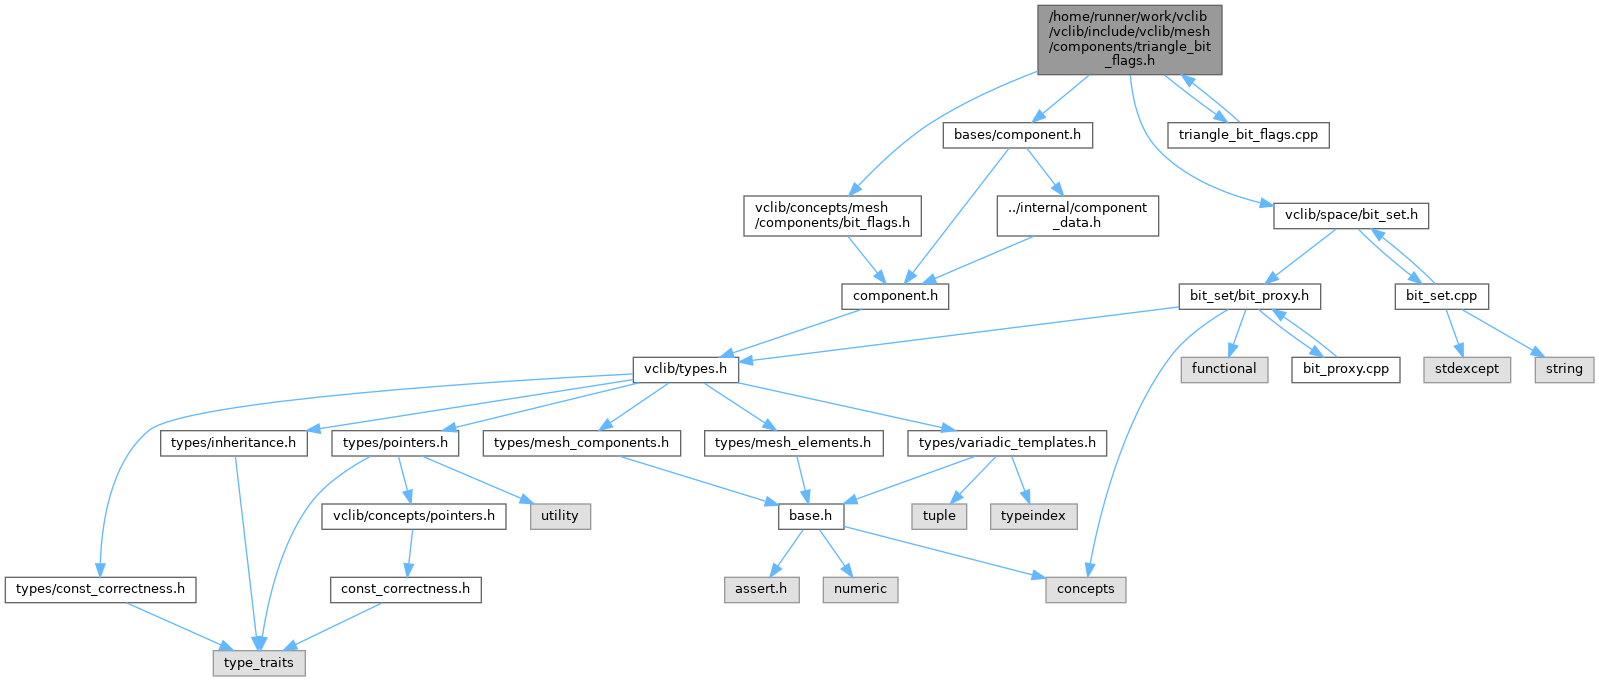 /home/runner/work/vclib
/vclib/include/vclib/mesh
/components/triangle_bit
_flags.h
bases/component.h
triangle_bit_flags.cpp
vclib/concepts/mesh
/components/bit_flags.h
../internal/component
_data.h
vclib/space/bit_set.h
component.h
bit_set/bit_proxy.h
bit_set.cpp
vclib/types.h
functional
bit_proxy.cpp
stdexcept
string
types/inheritance.h
types/pointers.h
types/mesh_components.h
types/mesh_elements.h
types/variadic_templates.h
vclib/concepts/pointers.h
utility
base.h
tuple
typeindex
types/const_correctness.h
const_correctness.h
assert.h
numeric
concepts
type_traits